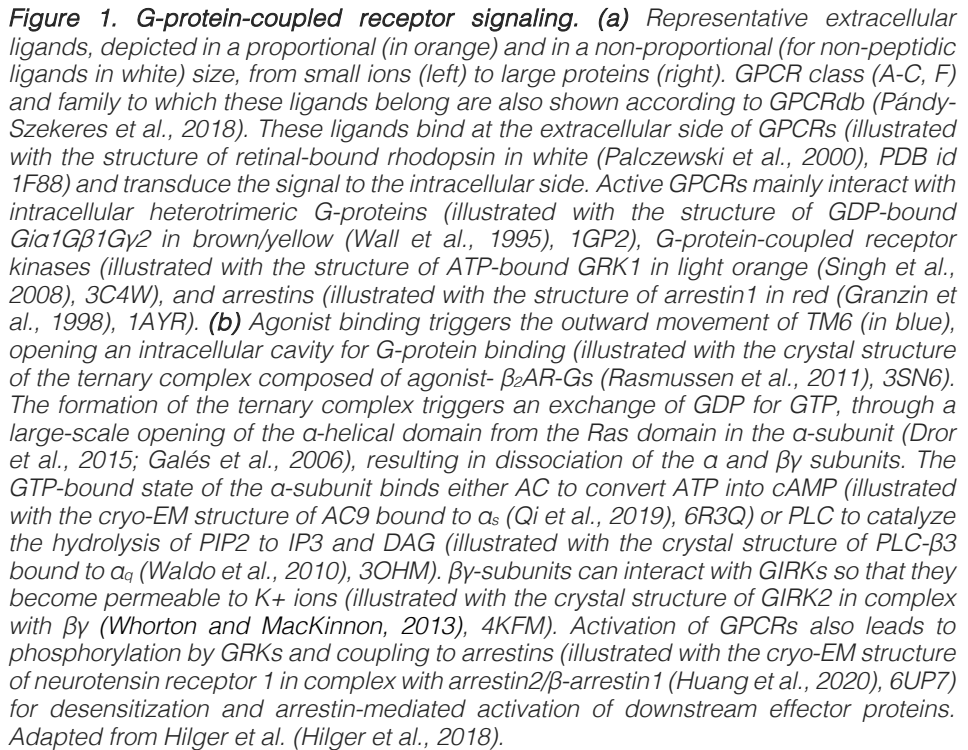 Figure 1. G-protein-coupled receptor signaling. (a) Representative extracellular
ligands, depicted in a proportional (in orange) and in a non-proportional (for non-peptidic
ligands in white) size, from small ions (left) to large proteins (right). GPCR class (A-C, F)
and family to which these ligands belong are also shown according to GPCRdb (Pándy-
Szekeres et al., 2018). These ligands bind at the extracellular side of GPCRs (illustrated
with the structure of retinal-bound rhodopsin in white (Palczewski et al., 2000), PDB id
1F88) and transduce the signal to the intracellular side. Active GPCRs mainly interact with
intracellular heterotrimeric G-proteins (illustrated with the structure of GDP-bound
Giα1Gβ1Gγ2 in brown/yellow (Wall et al., 1995), 1GP2), G-protein-coupled receptor
kinases (illustrated with the structure of ATP-bound GRK1 in light orange (Singh et al.,
2008), 3C4W), and arrestins (illustrated with the structure of arrestin1 in red (Granzin et
al., 1998), 1AYR). (b) Agonist binding triggers the outward movement of TM6 (in blue),
opening an intracellular cavity for G-protein binding (illustrated with the crystal structure
of the ternary complex composed of agonist- β₂AR-Gs (Rasmussen et al., 2011), 3SN6).
The formation of the ternary complex triggers an exchange of GDP for GTP, through a
large-scale opening of the α-helical domain from the Ras domain in the α-subunit (Dror
et al., 2015; Galés et al., 2006), resulting in dissociation of the α and βγ subunits. The
GTP-bound state of the α-subunit binds either AC to convert ATP into cAMP (illustrated
with the cryo-EM structure of AC9 bound to αₛ (Qi et al., 2019), 6R3Q) or PLC to catalyze
the hydrolysis of PIP2 to IP3 and DAG (illustrated with the crystal structure of PLC-β3
bound to α_q (Waldo et al., 2010), 3OHM). βγ-subunits can interact with GIRKs so that they
become permeable to K+ ions (illustrated with the crystal structure of GIRK2 in complex
with βγ (Whorton and MacKinnon, 2013), 4KFM). Activation of GPCRs also leads to
phosphorylation by GRKs and coupling to arrestins (illustrated with the cryo-EM structure
of neurotensin receptor 1 in complex with arrestin2/β-arrestin1 (Huang et al., 2020), 6UP7)
for desensitization and arrestin-mediated activation of downstream effector proteins.
Adapted from Hilger et al. (Hilger et al., 2018).